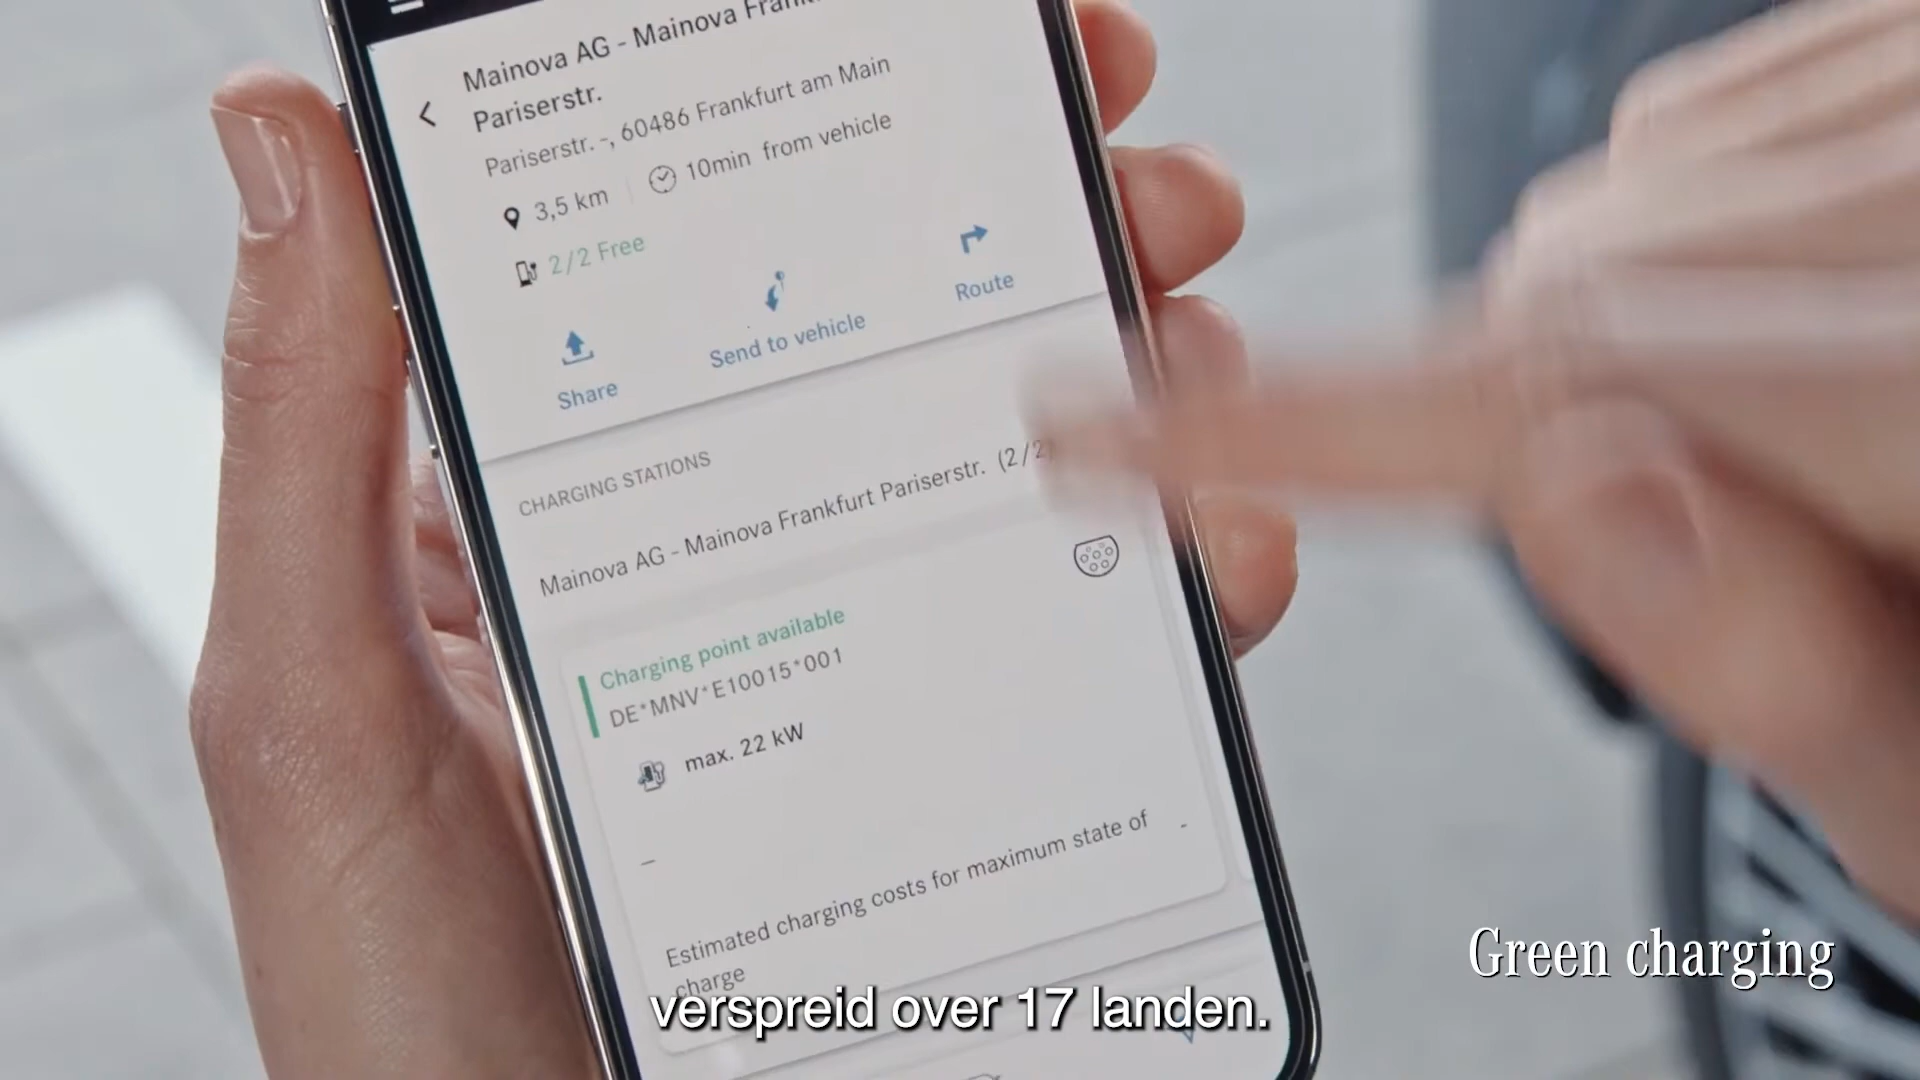 Mainova AG - Mainova
Pariserstr.
Pariserstr. -, 60486 Frankfurt am Main
3,5 km
10min from vehicle
2/2 Free
Share
Send to vehicle
Route
CHARGING STATIONS
Mainova AG - Mainova Frankfurt Pariserstr. (2/2)
Charging point available
DE*MNV*E10015*001
max. 22 kW
–
Estimated charging costs for maximum state of
charge
-
Green charging
verspreid over 17 landen.